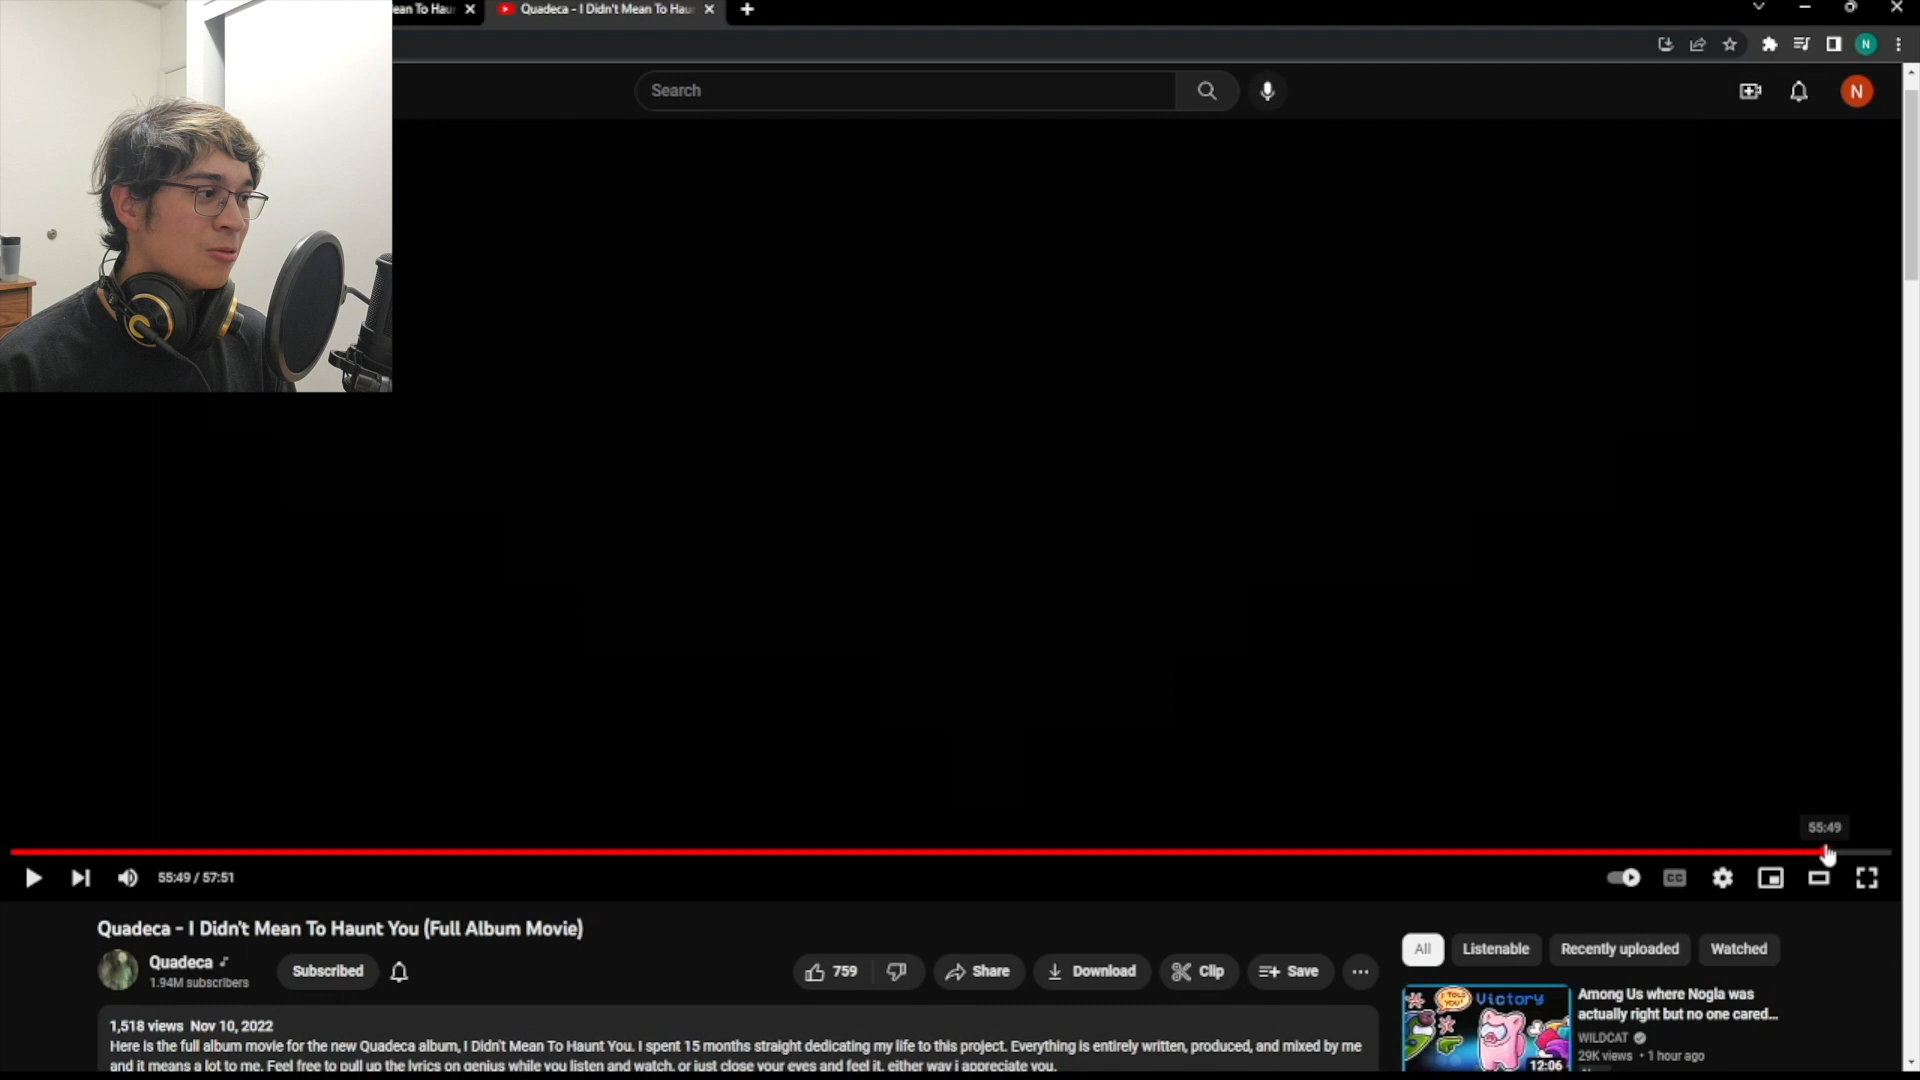 ean To Hau
Quadeca - I Didn't Mean To Hau
N
Search
N
55:49
55:49 / 57:51
CC
Quadeca - I Didn't Mean To Haunt You (Full Album Movie)
Quadeca
1.94M subscribers
Subscribed
759
Share
Download
Clip
Save
All
Listenable
Recently uploaded
Watched
1,518 views Nov 10, 2022
Here is the full album movie for the new Quadeca album, I Didn't Mean To Haunt You. I spent 15 months straight dedicating my life to this project. Everything is entirely written, produced, and mixed by me
and it means a lot to me. Feel free to pull up the lyrics on genius while you listen and watch, or just close your eyes and feel it. either way i appreciate you.
I TOLD
YOU!
Victory
12:06
Among Us where Nogla was
actually right but no one cared...
WILDCAT
29K views • 1 hour ago